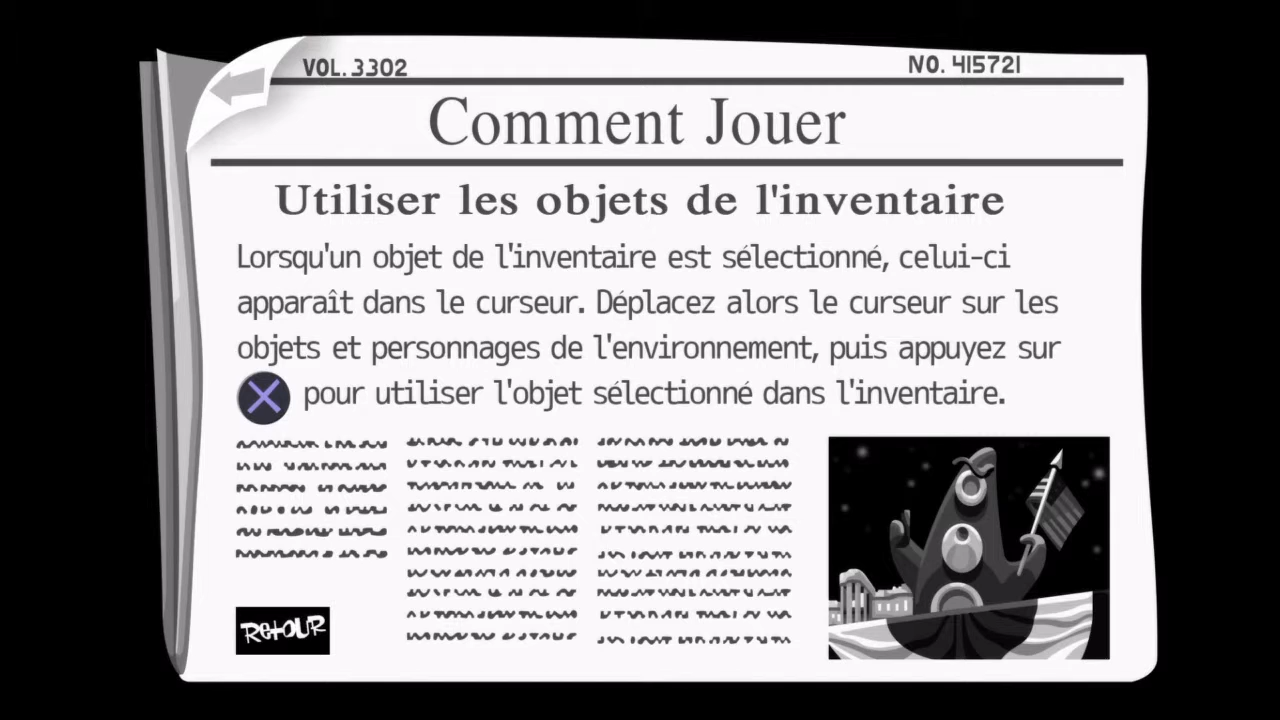 VOL. 3302 NO. 415721
Comment Jouer
Utiliser les objets de l'inventaire
Lorsqu'un objet de l'inventaire est sélectionné, celui-ci
apparaît dans le curseur. Déplacez alors le curseur sur les
objets et personnages de l'environnement, puis appuyez sur
pour utiliser l'objet sélectionné dans l'inventaire.
RETOUR